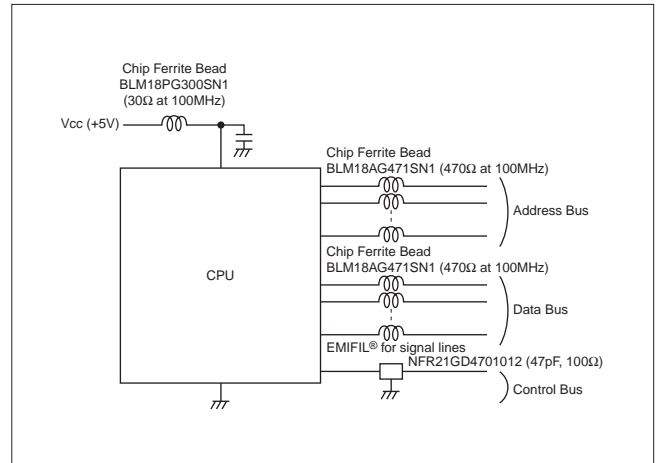 Chip Ferrite Bead
BLM18PG300SN1
(30Ω at 100MHz)
Vcc (+5V)
Chip Ferrite Bead
BLM18AG471SN1 (470Ω at 100MHz)
Address Bus
Chip Ferrite Bead
BLM18AG471SN1 (470Ω at 100MHz)
CPU
Data Bus
EMIFIL® for signal lines
NFR21GD4701012 (47pF, 100Ω)
Control Bus